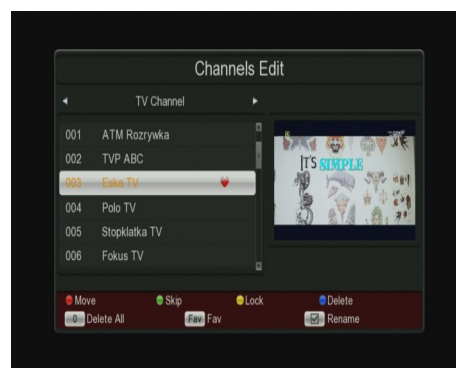 Channels Edit
TV Channel
001 ATM Rozrywka
002 TVP ABC
003 Eska TV
004 Polo TV
005 Stopklatka TV
006 Fokus TV
IT'S SIMPLE
Move Skip Lock Delete
0 Delete All Fav Fav Rename